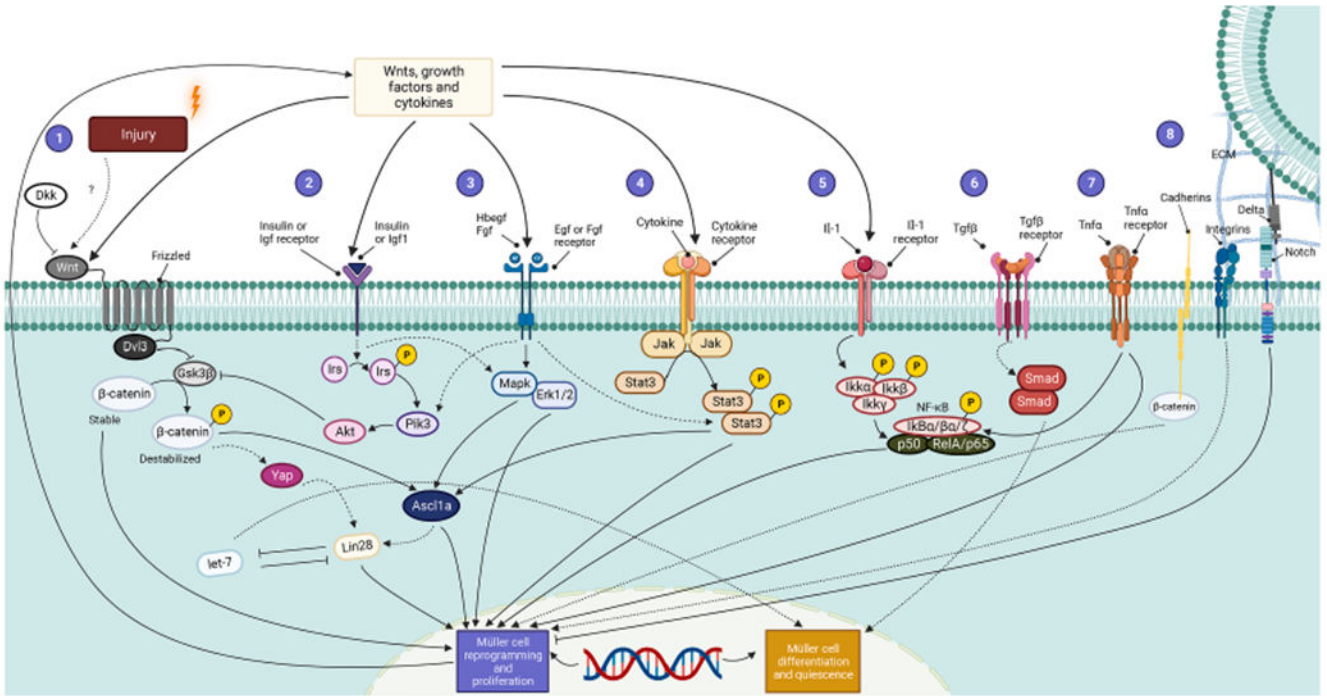 Wnts, growth
factors and
cytokines
1
Injury
Dkk
?
Wnt
Frizzled
Dvl3
Gsk3β
β-catenin
Stable
P
β-catenin
Destabilized
Yap
let-7
Lin28
2
Insulin or
Igf receptor
Insulin
or Igf1
Irs
Irs
P
Akt
Pik3
3
Hbegf
Fgf
Egf or Fgf
receptor
Mapk
Erk1/2
Ascl1a
4
Cytokine
Cytokine
receptor
Jak
Jak
Stat3
P
Stat3
P
Stat3
5
Il-1
Il-1
receptor
P
P
Ikkα
Ikkβ
Ikkγ
NF-κB
P
IkBα/βα/ζ
p50
RelA/p65
6
Tgfβ
Tgfβ
receptor
Smad
Smad
7
Tnfα
Tnfα
receptor
8
ECM
Cadherins
Integrins
Delta
Notch
β-catenin
Müller cell
reprogramming
and
proliferation
Müller cell
differentiation
and quiescence